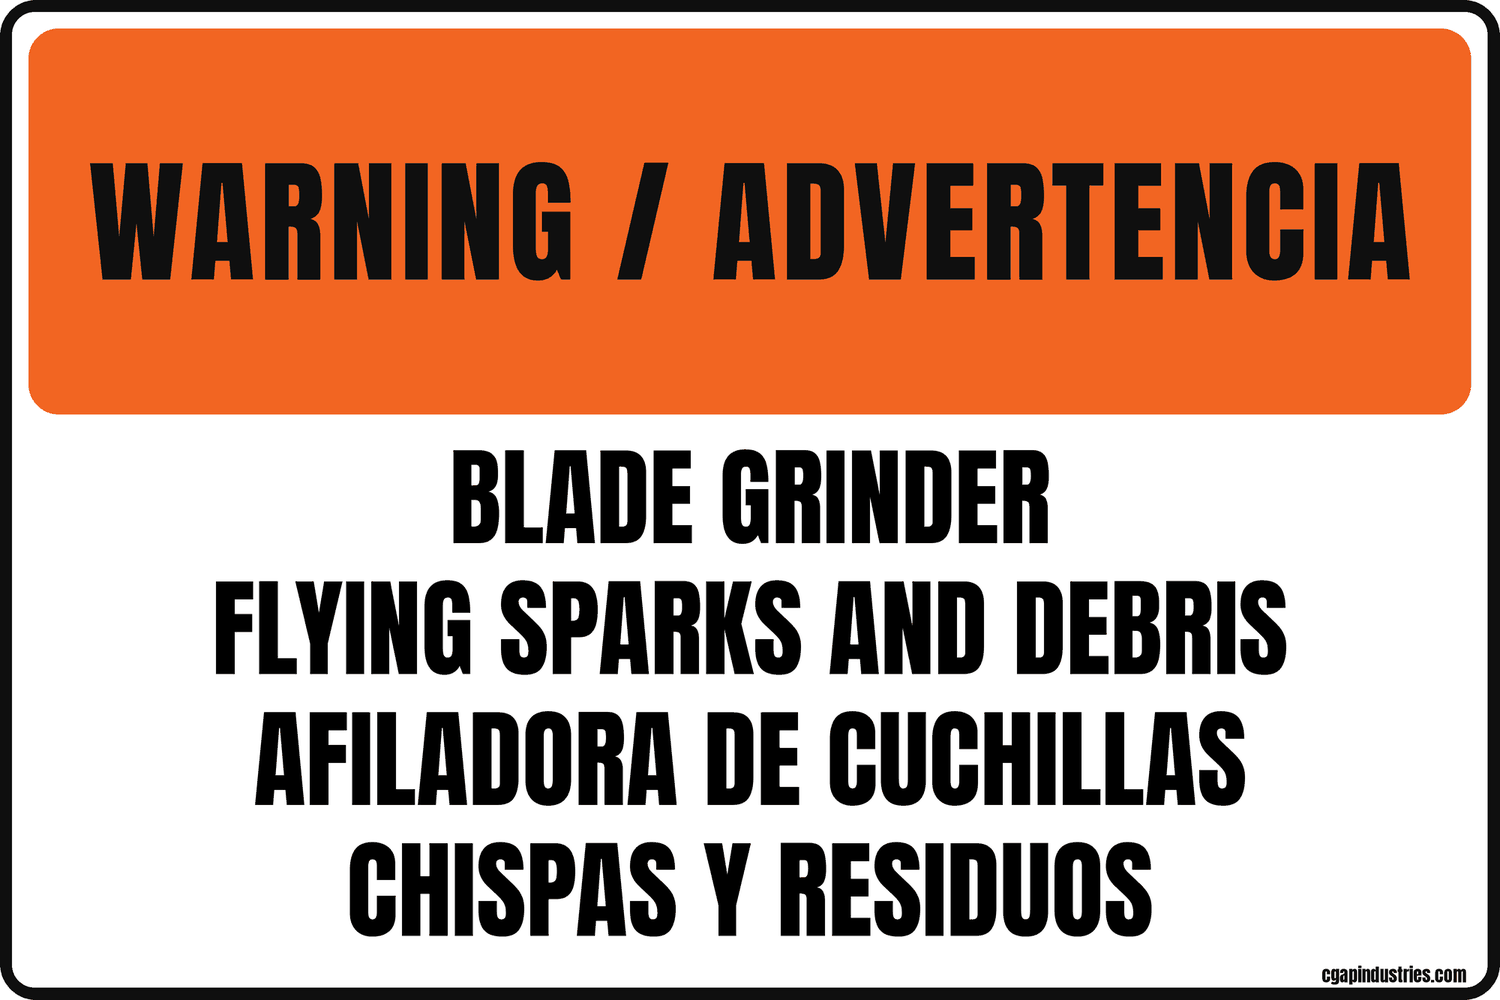 WARNING / ADVERTENCIA
BLADE GRINDER
FLYING SPARKS AND DEBRIS
AFILADORA DE CUCHILLAS
CHISPAS Y RESIDUOS
cgapindustries.com